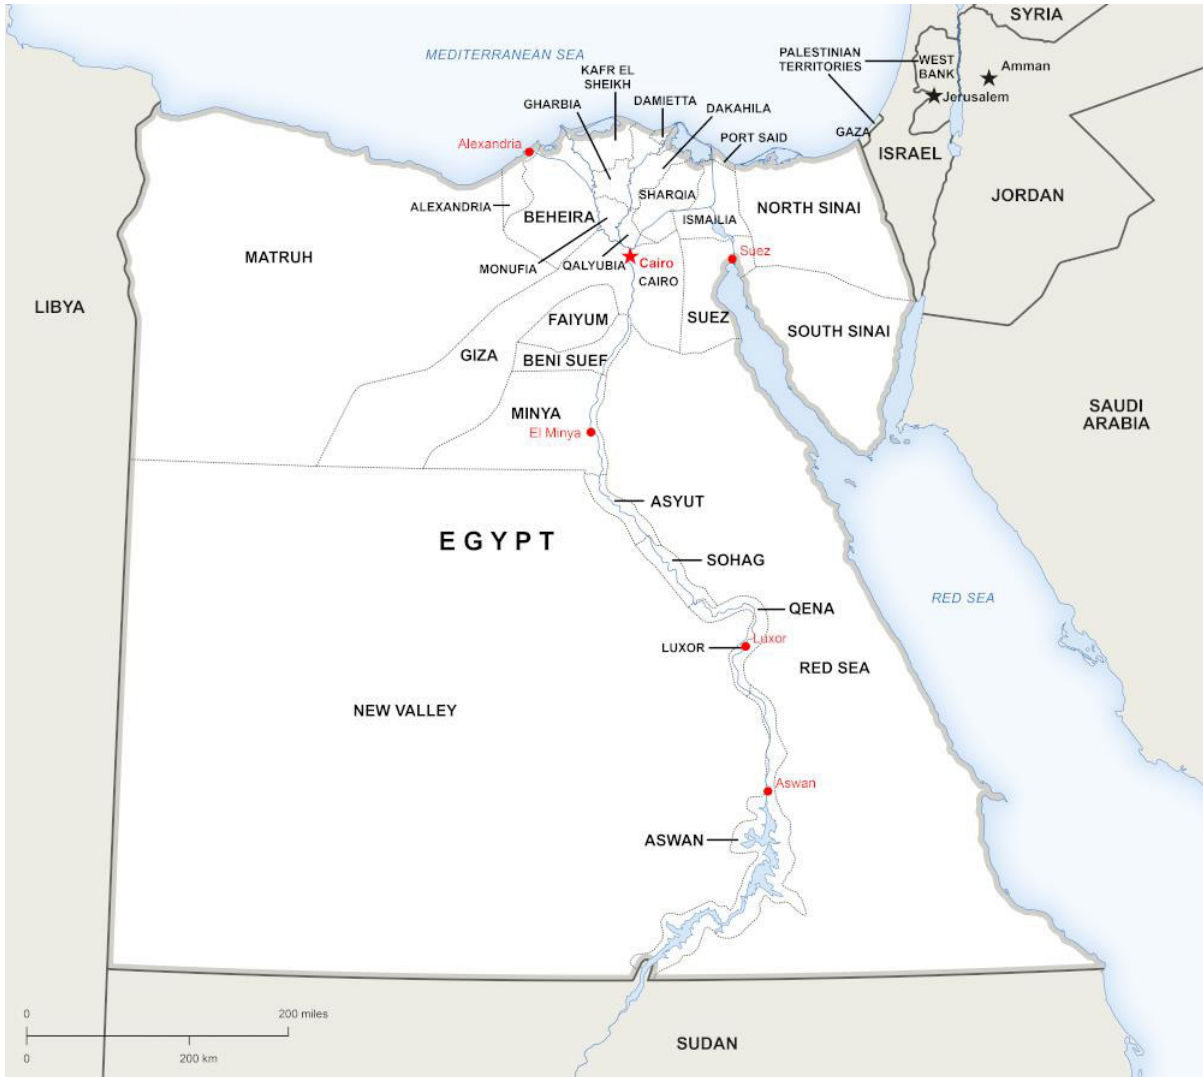 SYRIA
MEDITERRANEAN SEA
PALESTINIAN
TERRITORIES
WEST
BANK
Amman
KAFR EL
SHEIKH
GHARBIA
DAMIETTA
DAKAHILA
Jerusalem
PORT SAID
GAZA
Alexandria
ISRAEL
JORDAN
ALEXANDRIA
BEHEIRA
SHARQIA
ISMAILIA
NORTH SINAI
MATRUH
MONUFIA
QALYUBIA
Cairo
CAIRO
Suez
LIBYA
FAIYUM
SUEZ
SOUTH SINAI
GIZA
BENI SUEF
MINYA
El Minya
SAUDI
ARABIA
ASYUT
EGYPT
SOHAG
RED SEA
QENA
LUXOR
Luxor
RED SEA
NEW VALLEY
Aswan
ASWAN
0
200 miles
0
200 km
SUDAN